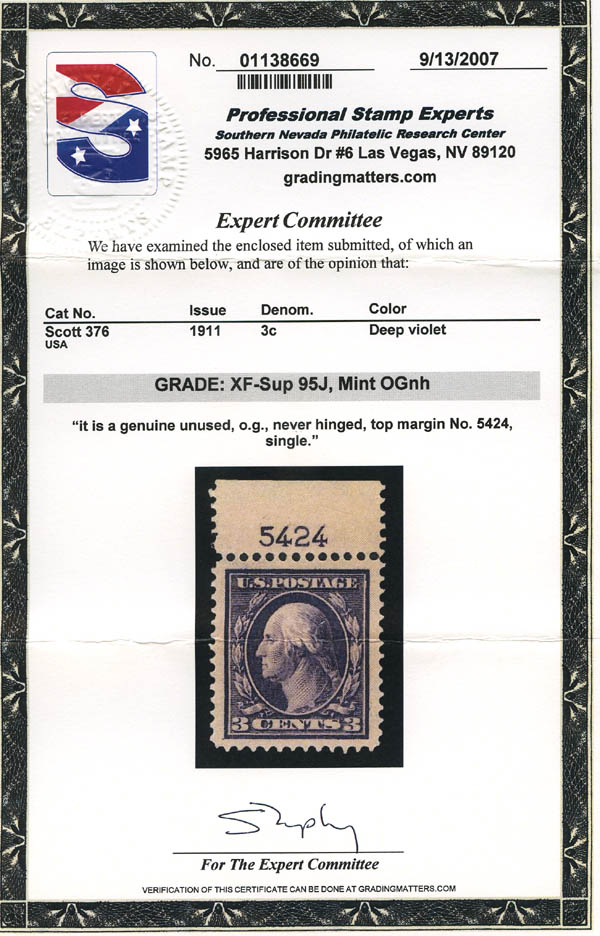 No. 01138669 9/13/2007
Professional Stamp Experts
Southern Nevada Philatelic Research Center
5965 Harrison Dr #6 Las Vegas, NV 89120
gradingmatters.com
Expert Committee
We have examined the enclosed item submitted, of which an
image is shown below, and are of the opinion that:
Cat No. Issue Denom. Color
Scott 376 1911 3c Deep violet
USA
GRADE: XF-Sup 95J, Mint OGnh
“it is a genuine unused, o.g., never hinged, top margin No. 5424,
single.”
5424
U.S. POSTAGE
3 CENTS 3
For The Expert Committee
VERIFICATION OF THIS CERTIFICATE CAN BE DONE AT GRADINGMATTERS.COM